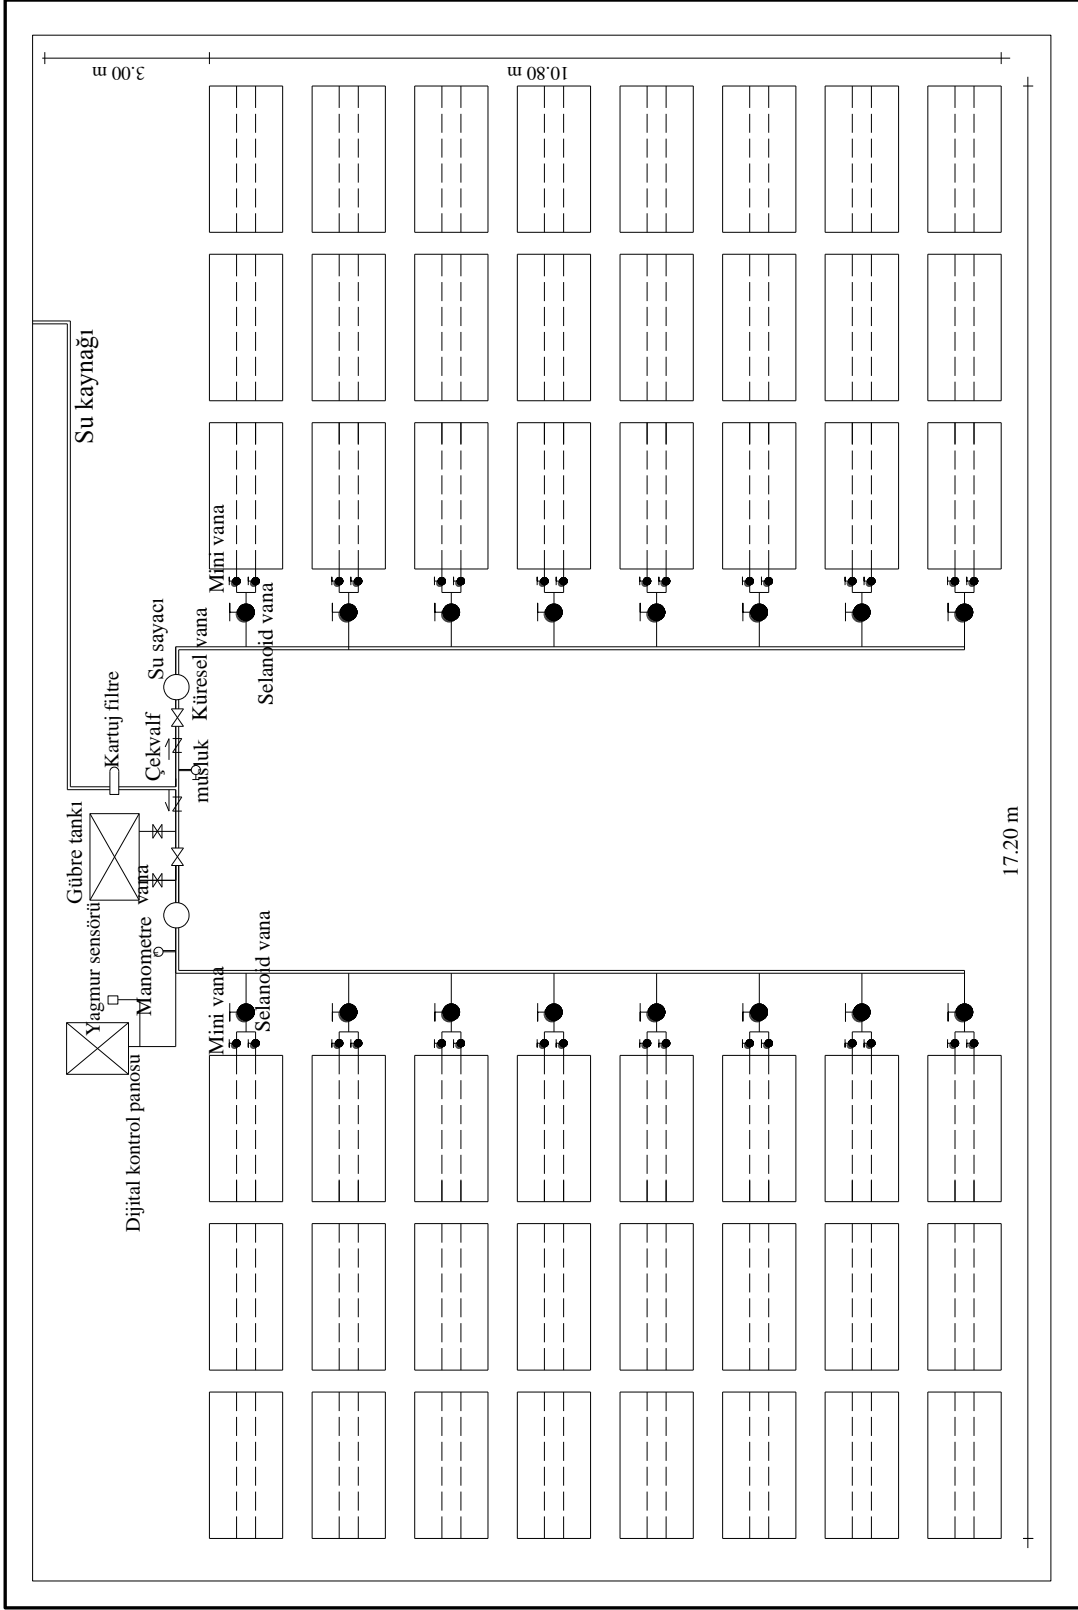 3.00 m
10.80 m
Su kaynağı
Mini vana
Selanoid vana
Su sayacı
Küresel vana
Kartuj filtre
Çekvalf
musluk
Gübre tankı
vana
17.20 m
Yagmur sensörü
Manometre
Mini vana
Selanoid vana
Dijital kontrol panosu